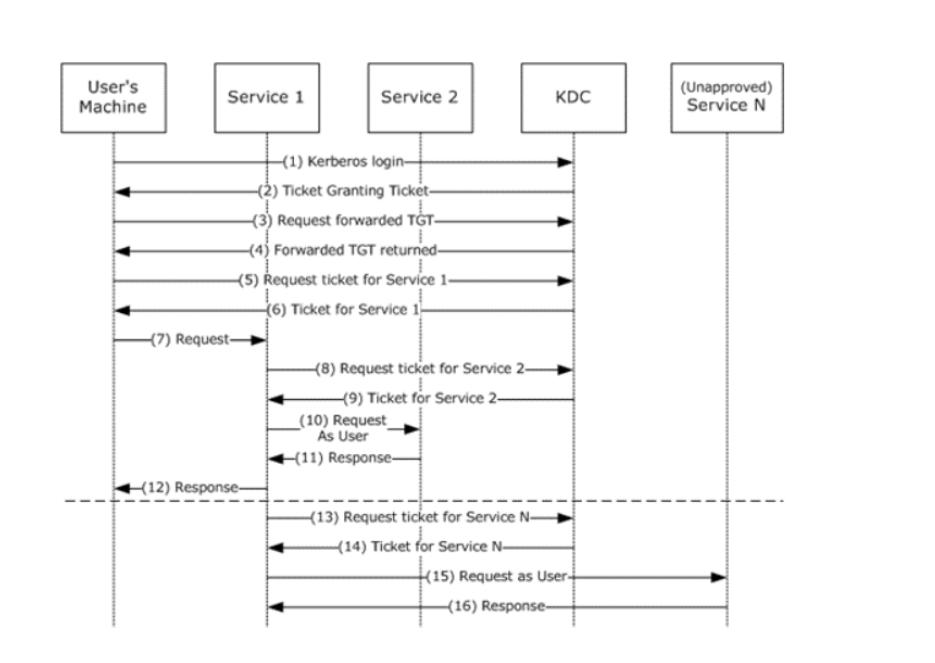 User's
Machine
Service 1
Service 2
KDC
(Unapproved)
Service N
(1) Kerberos login
(2) Ticket Granting Ticket
(3) Request forwarded TGT
(4) Forwarded TGT returned
(5) Request ticket for Service 1
(6) Ticket for Service 1
(7) Request
(8) Request ticket for Service 2
(9) Ticket for Service 2
(10) Request
As User
(11) Response
(12) Response
(13) Request ticket for Service N
(14) Ticket for Service N
(15) Request as User
(16) Response